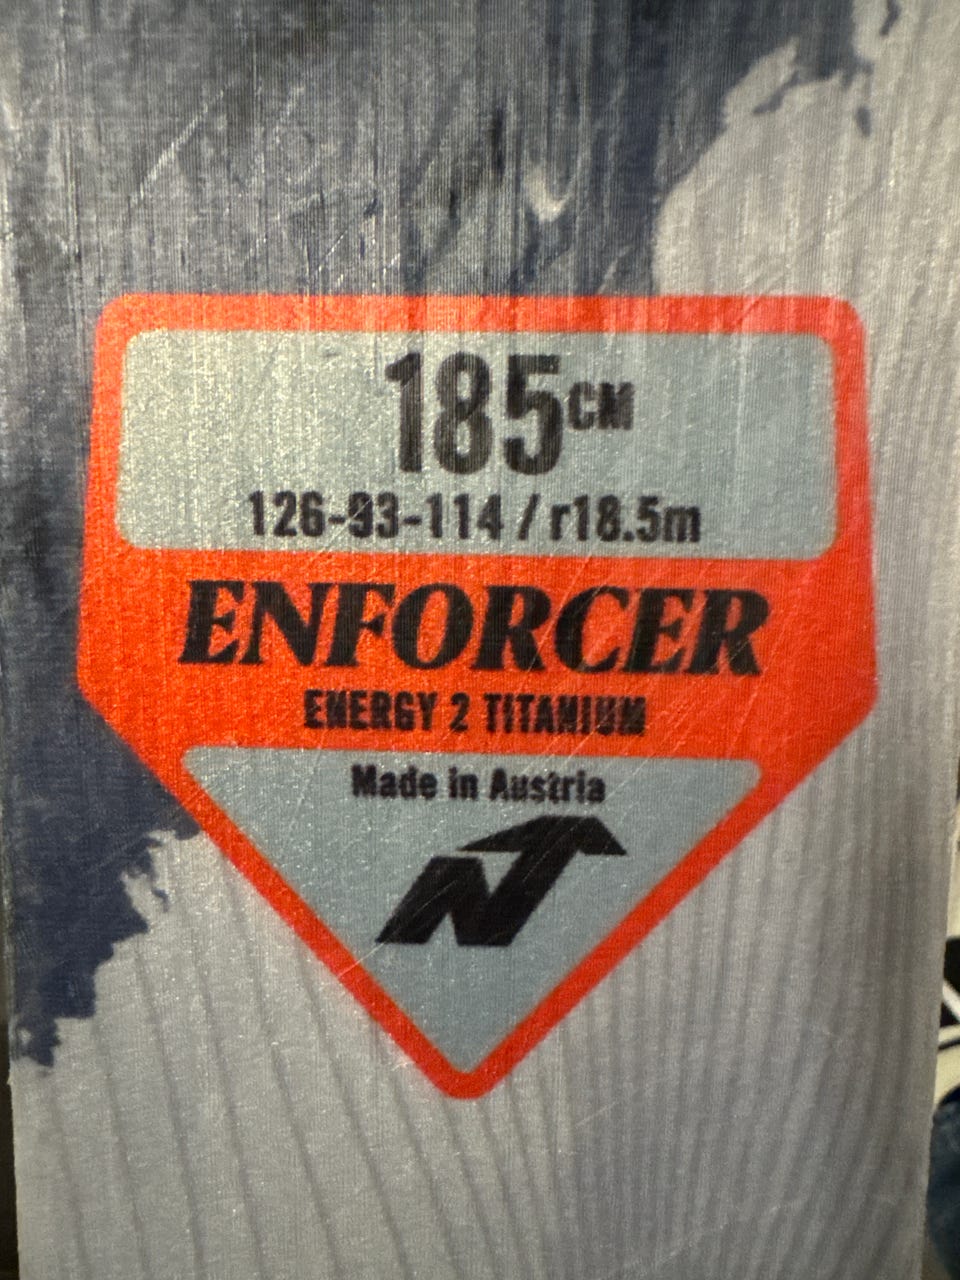 185CM
126-93-114 / r18.5m
ENFORCER
ENERGY 2 TITANIUM
Made in Austria
N